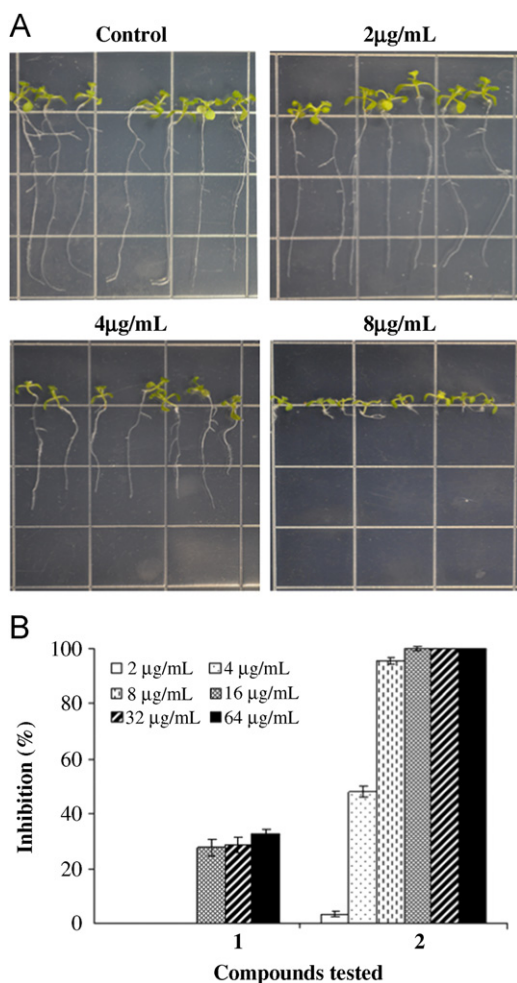 A
Control
2µg/mL
4µg/mL
8µg/mL
B
100
80
60
40
20
0
Inhibition (%)
2 µg/mL
4 µg/mL
8 µg/mL
16 µg/mL
32 µg/mL
64 µg/mL
1
2
Compounds tested